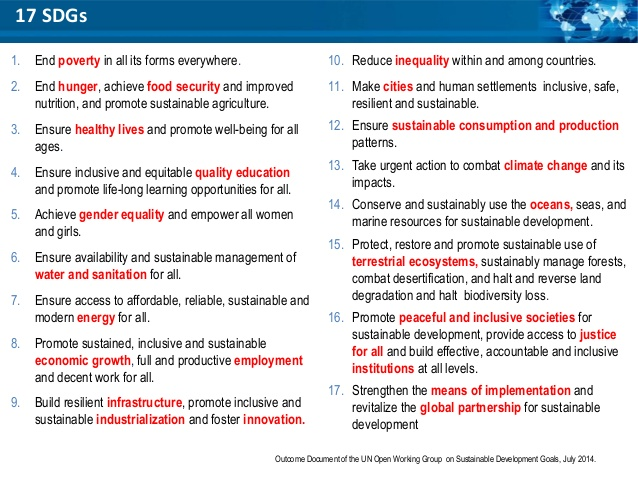 17 SDGs
1. End poverty in all its forms everywhere.
2. End hunger, achieve food security and improved
nutrition, and promote sustainable agriculture.
3. Ensure healthy lives and promote well-being for all
ages.
4. Ensure inclusive and equitable quality education
and promote life-long learning opportunities for all.
5. Achieve gender equality and empower all women
and girls.
6. Ensure availability and sustainable management of
water and sanitation for all.
7. Ensure access to affordable, reliable, sustainable and
modern energy for all.
8. Promote sustained, inclusive and sustainable
economic growth, full and productive employment
and decent work for all.
9. Build resilient infrastructure, promote inclusive and
sustainable industrialization and foster innovation.
10. Reduce inequality within and among countries.
11. Make cities and human settlements inclusive, safe,
resilient and sustainable.
12. Ensure sustainable consumption and production
patterns.
13. Take urgent action to combat climate change and its
impacts.
14. Conserve and sustainably use the oceans, seas, and
marine resources for sustainable development.
15. Protect, restore and promote sustainable use of
terrestrial ecosystems, sustainably manage forests,
combat desertification, and halt and reverse land
degradation and halt biodiversity loss.
16. Promote peaceful and inclusive societies for
sustainable development, provide access to justice
for all and build effective, accountable and inclusive
institutions at all levels.
17. Strengthen the means of implementation and
revitalize the global partnership for sustainable
development
Outcome Document of the UN Open Working Group on Sustainable Development Goals, July 2014.